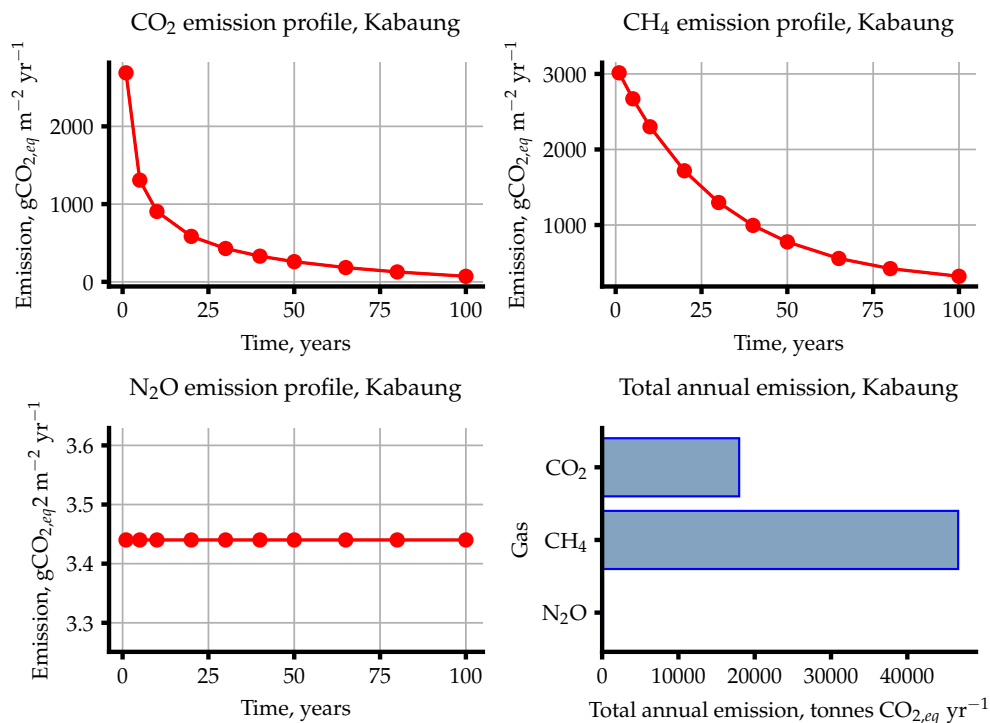 CO₂ emission profile, Kabaung
Emission, gCO₂,eq m⁻² yr⁻¹
2000
1000
0
0 25 50 75 100
Time, years
CH₄ emission profile, Kabaung
Emission, gCO₂,eq m⁻² yr⁻¹
3000
2000
1000
0 25 50 75 100
Time, years
N₂O emission profile, Kabaung
Emission, gCO₂,eq2 m⁻² yr⁻¹
3.6
3.5
3.4
3.3
0 25 50 75 100
Time, years
Total annual emission, Kabaung
Gas
CO₂
CH₄
N₂O
0 10000 20000 30000 40000
Total annual emission, tonnes CO₂,eq yr⁻¹